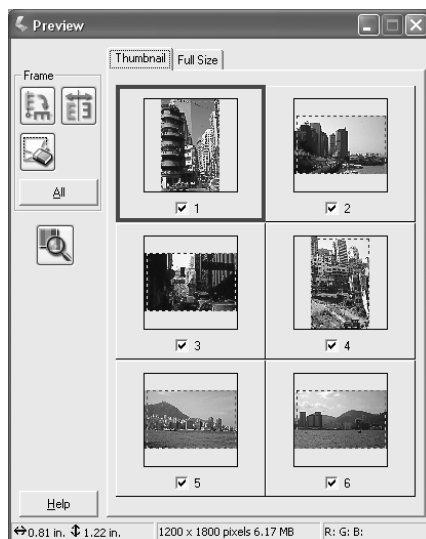 Preview
Thumbnail Full Size
Frame
All
1
2
3
4
5
6
Help
0.81 in. 1.22 in. 1200 x 1800 pixels 6.17 MB R: G: B: